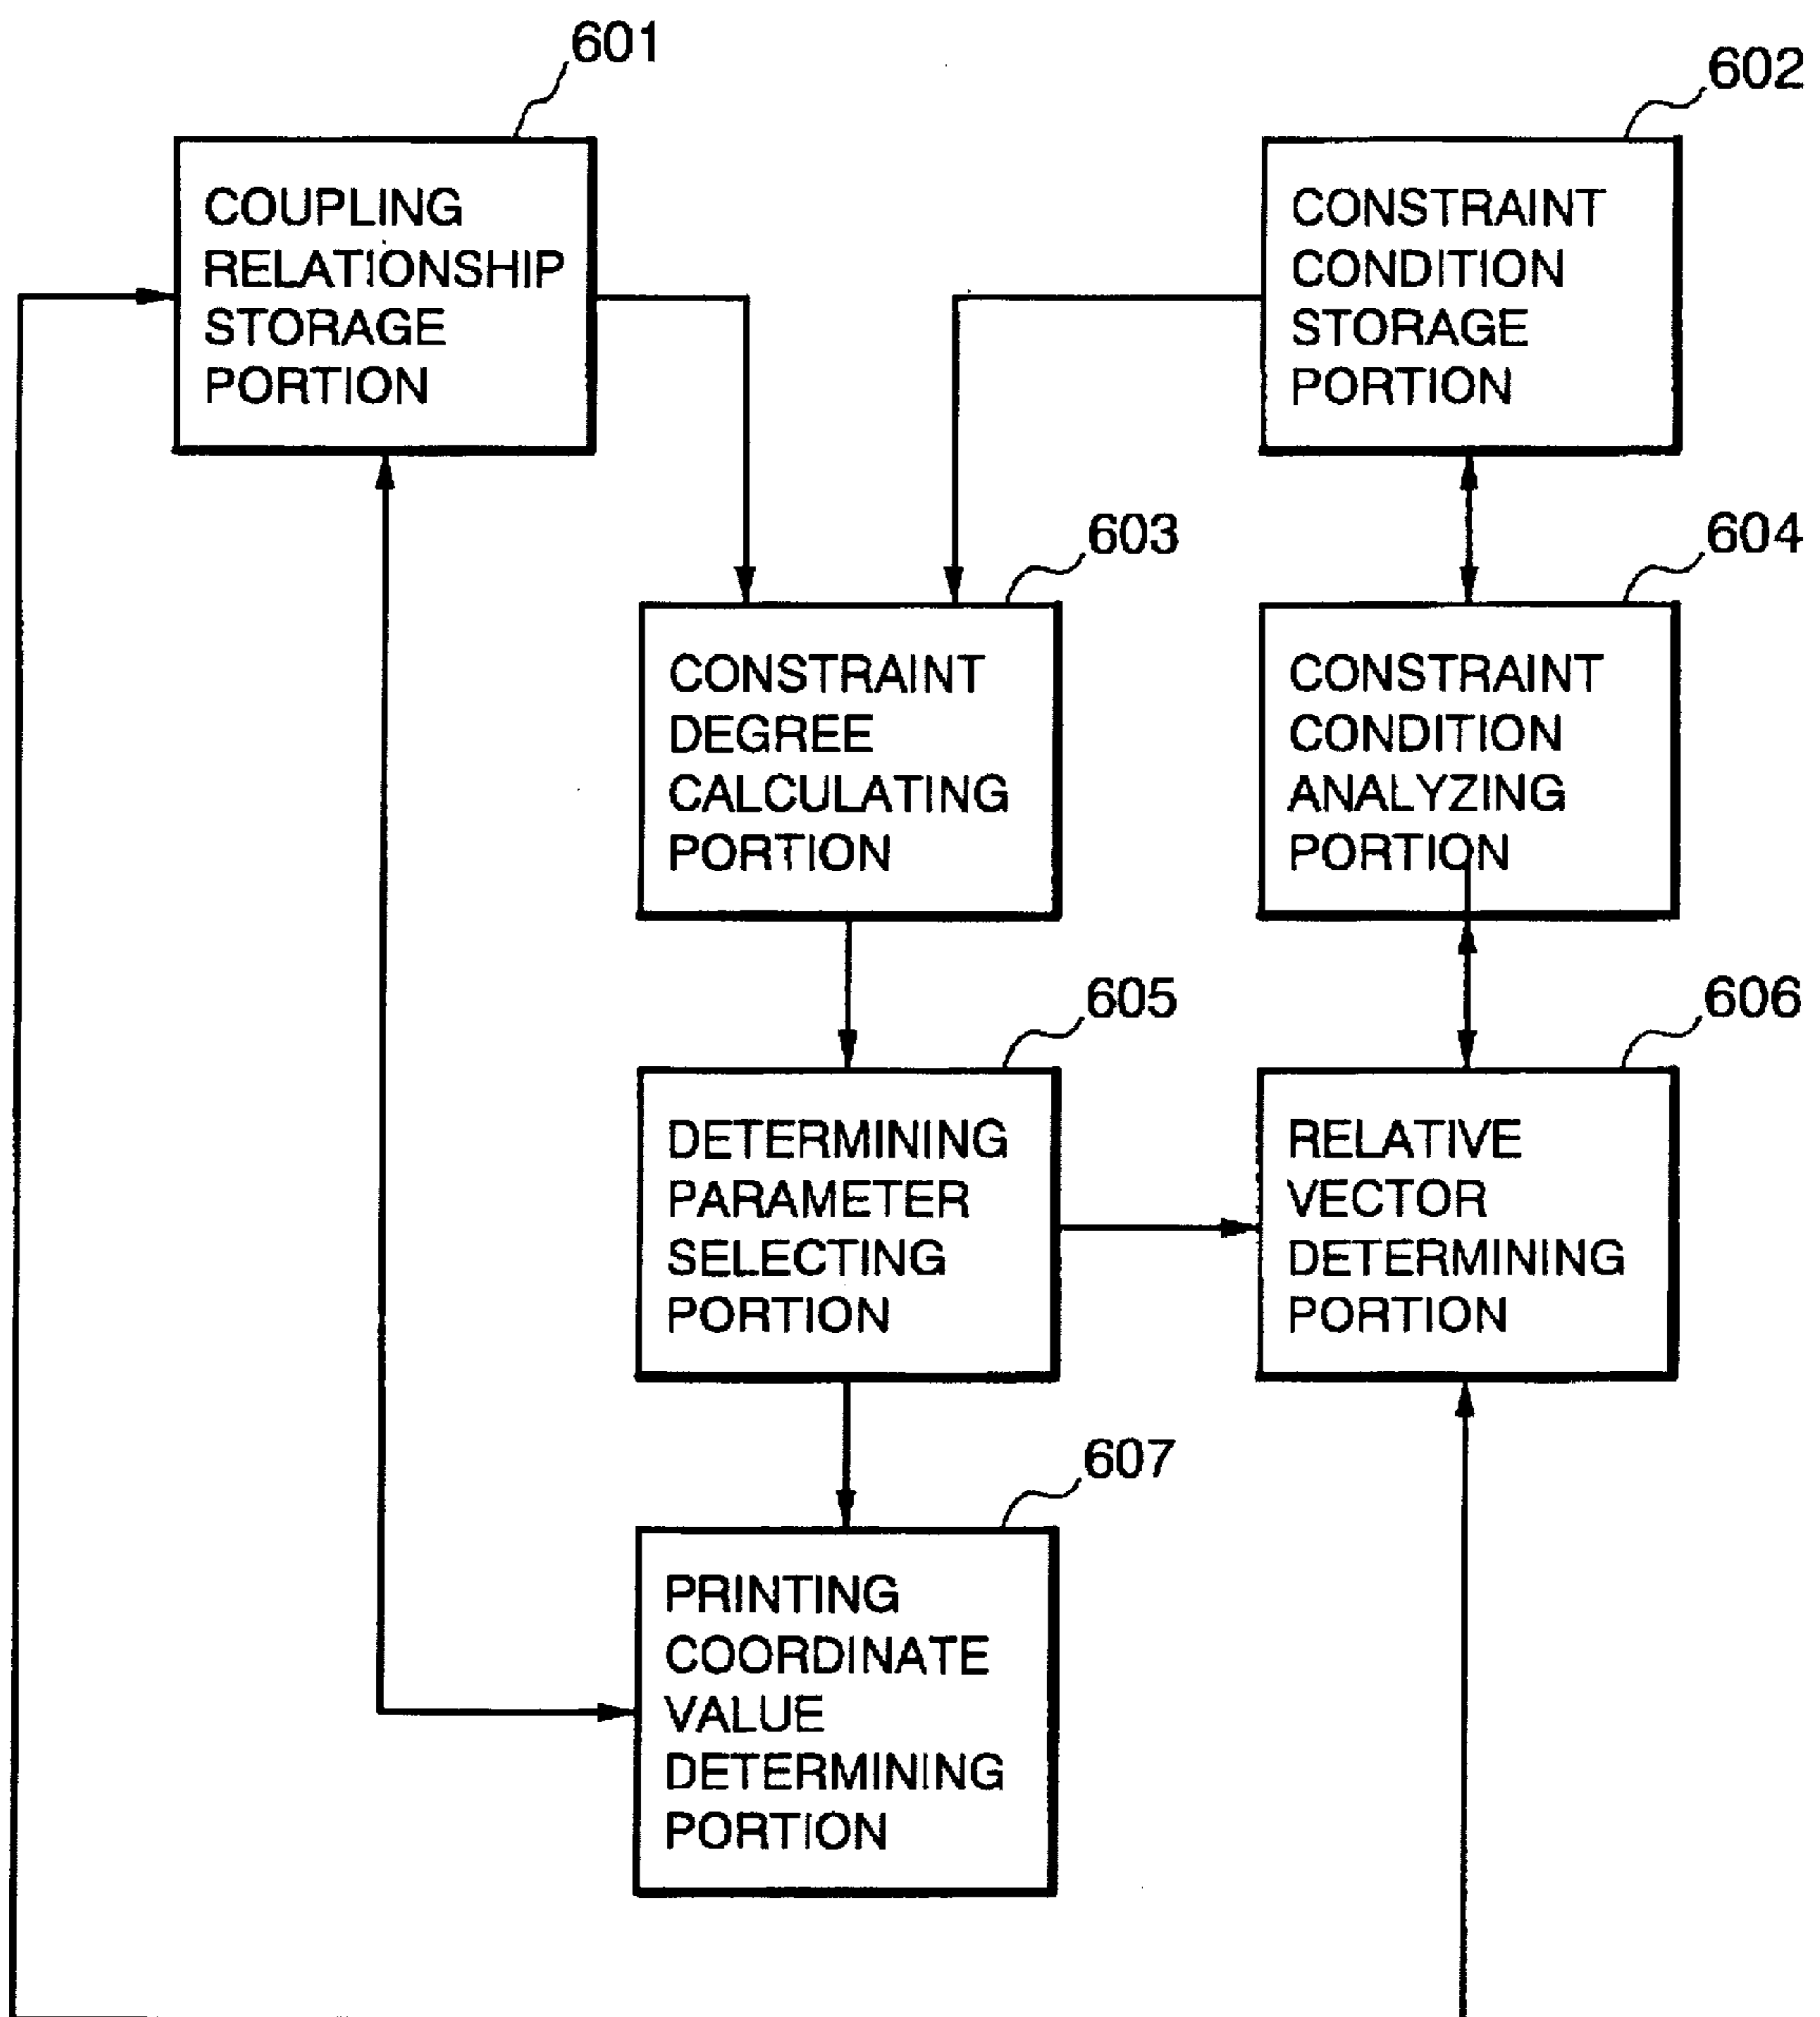 601
COUPLING
RELATIONSHIP
STORAGE
PORTION
602
CONSTRAINT
CONDITION
STORAGE
PORTION
603
CONSTRAINT
DEGREE
CALCULATING
PORTION
604
CONSTRAINT
CONDITION
ANALYZING
PORTION
605
DETERMINING
PARAMETER
SELECTING
PORTION
606
RELATIVE
VECTOR
DETERMINING
PORTION
607
PRINTING
COORDINATE
VALUE
DETERMINING
PORTION